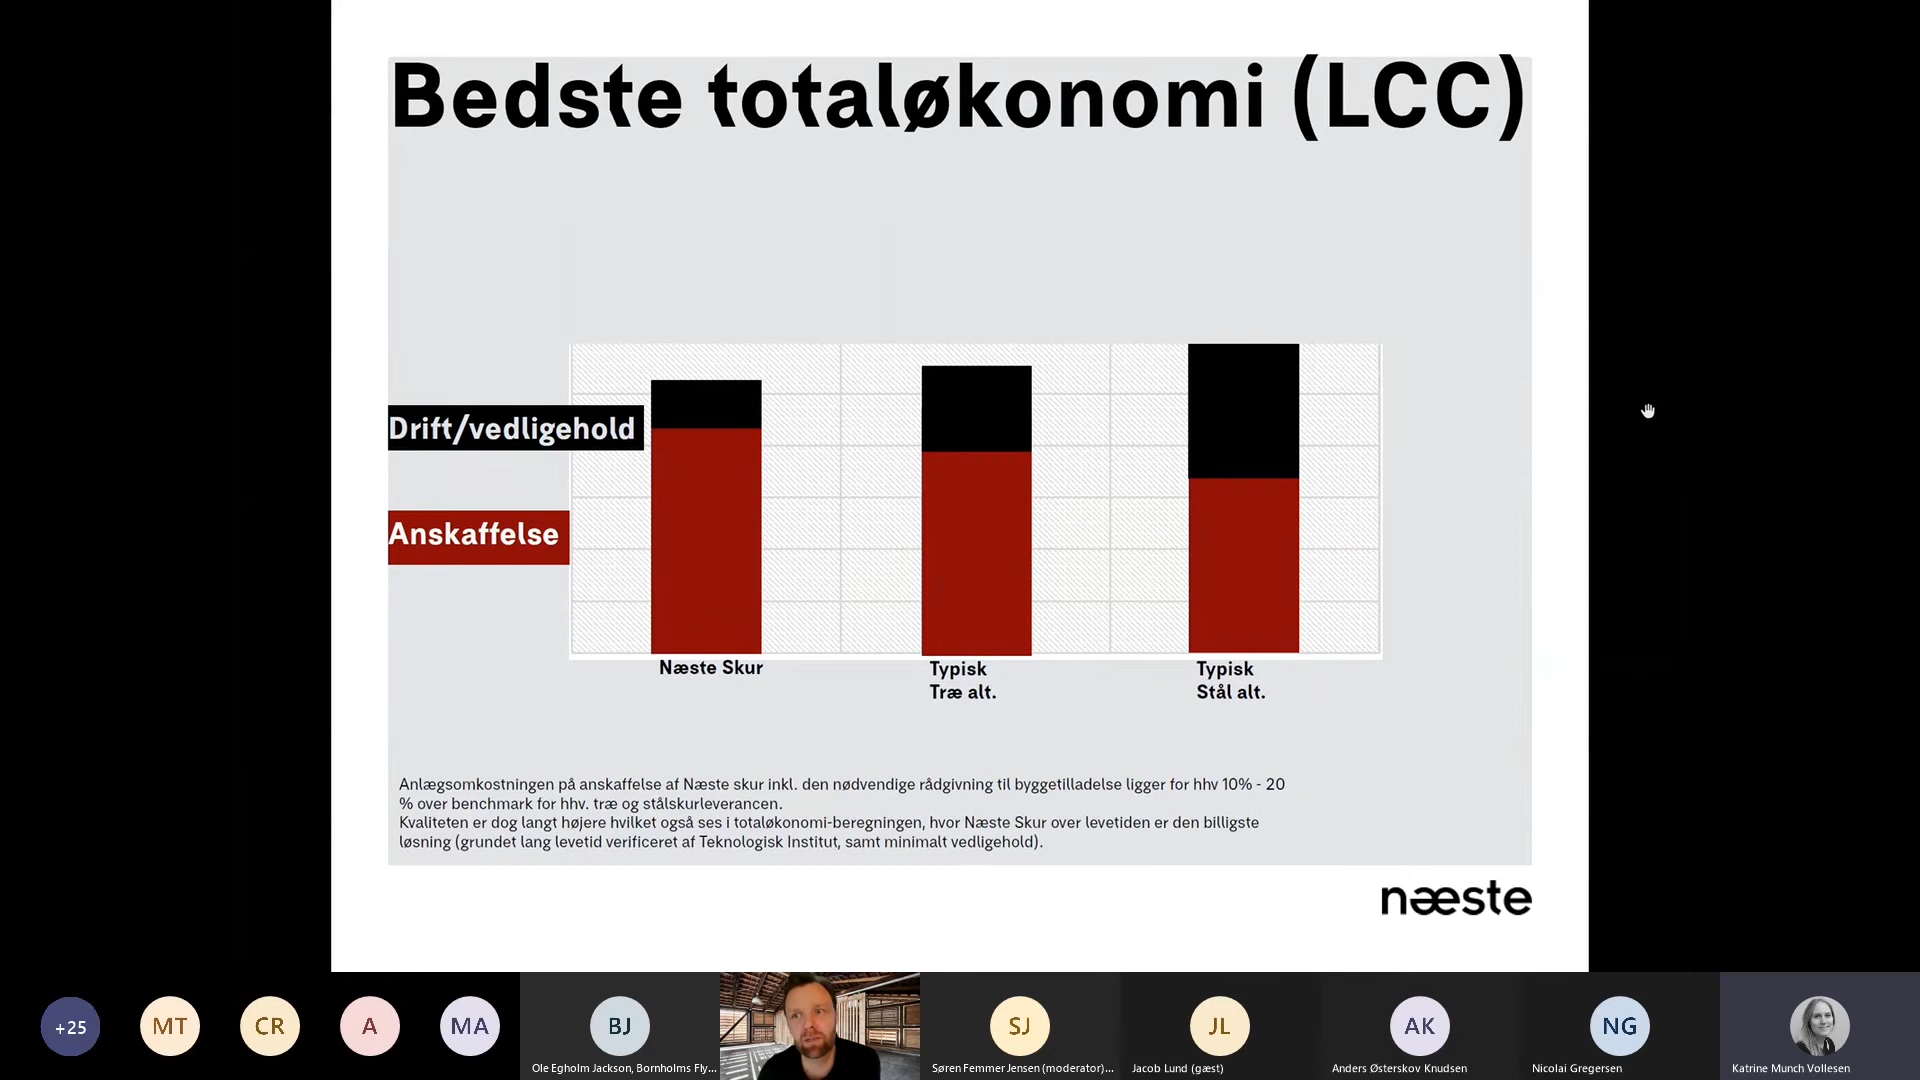 Bedste totaløkonomi (LCC)
Drift/vedligehold
Anskaffelse
Næste Skur
Typisk
Træ alt.
Typisk
Stål alt.
Anlægsomkostningen på anskaffelse af Næste skur inkl. den nødvendige rådgivning til byggetilladelse ligger for hhv 10% - 20
% over benchmark for hhv. træ og stålskurleverancen.
Kvaliteten er dog langt højere hvilket også ses i totaløkonomi-beregningen, hvor Næste Skur over levetiden er den billigste
løsning (grundet lang levetid verificeret af Teknologisk Institut, samt minimalt vedligehold).
næste
+25
MT
CR
A
MA
BJ
SJ
JL
AK
NG
Ole Egholm Jackson, Bornholms Fly...
Søren Femmer Jensen (moderator)...
Jacob Lund (gæst)
Anders Østerskov Knudsen
Nicolai Gregersen
Katrine Munch Vollesen